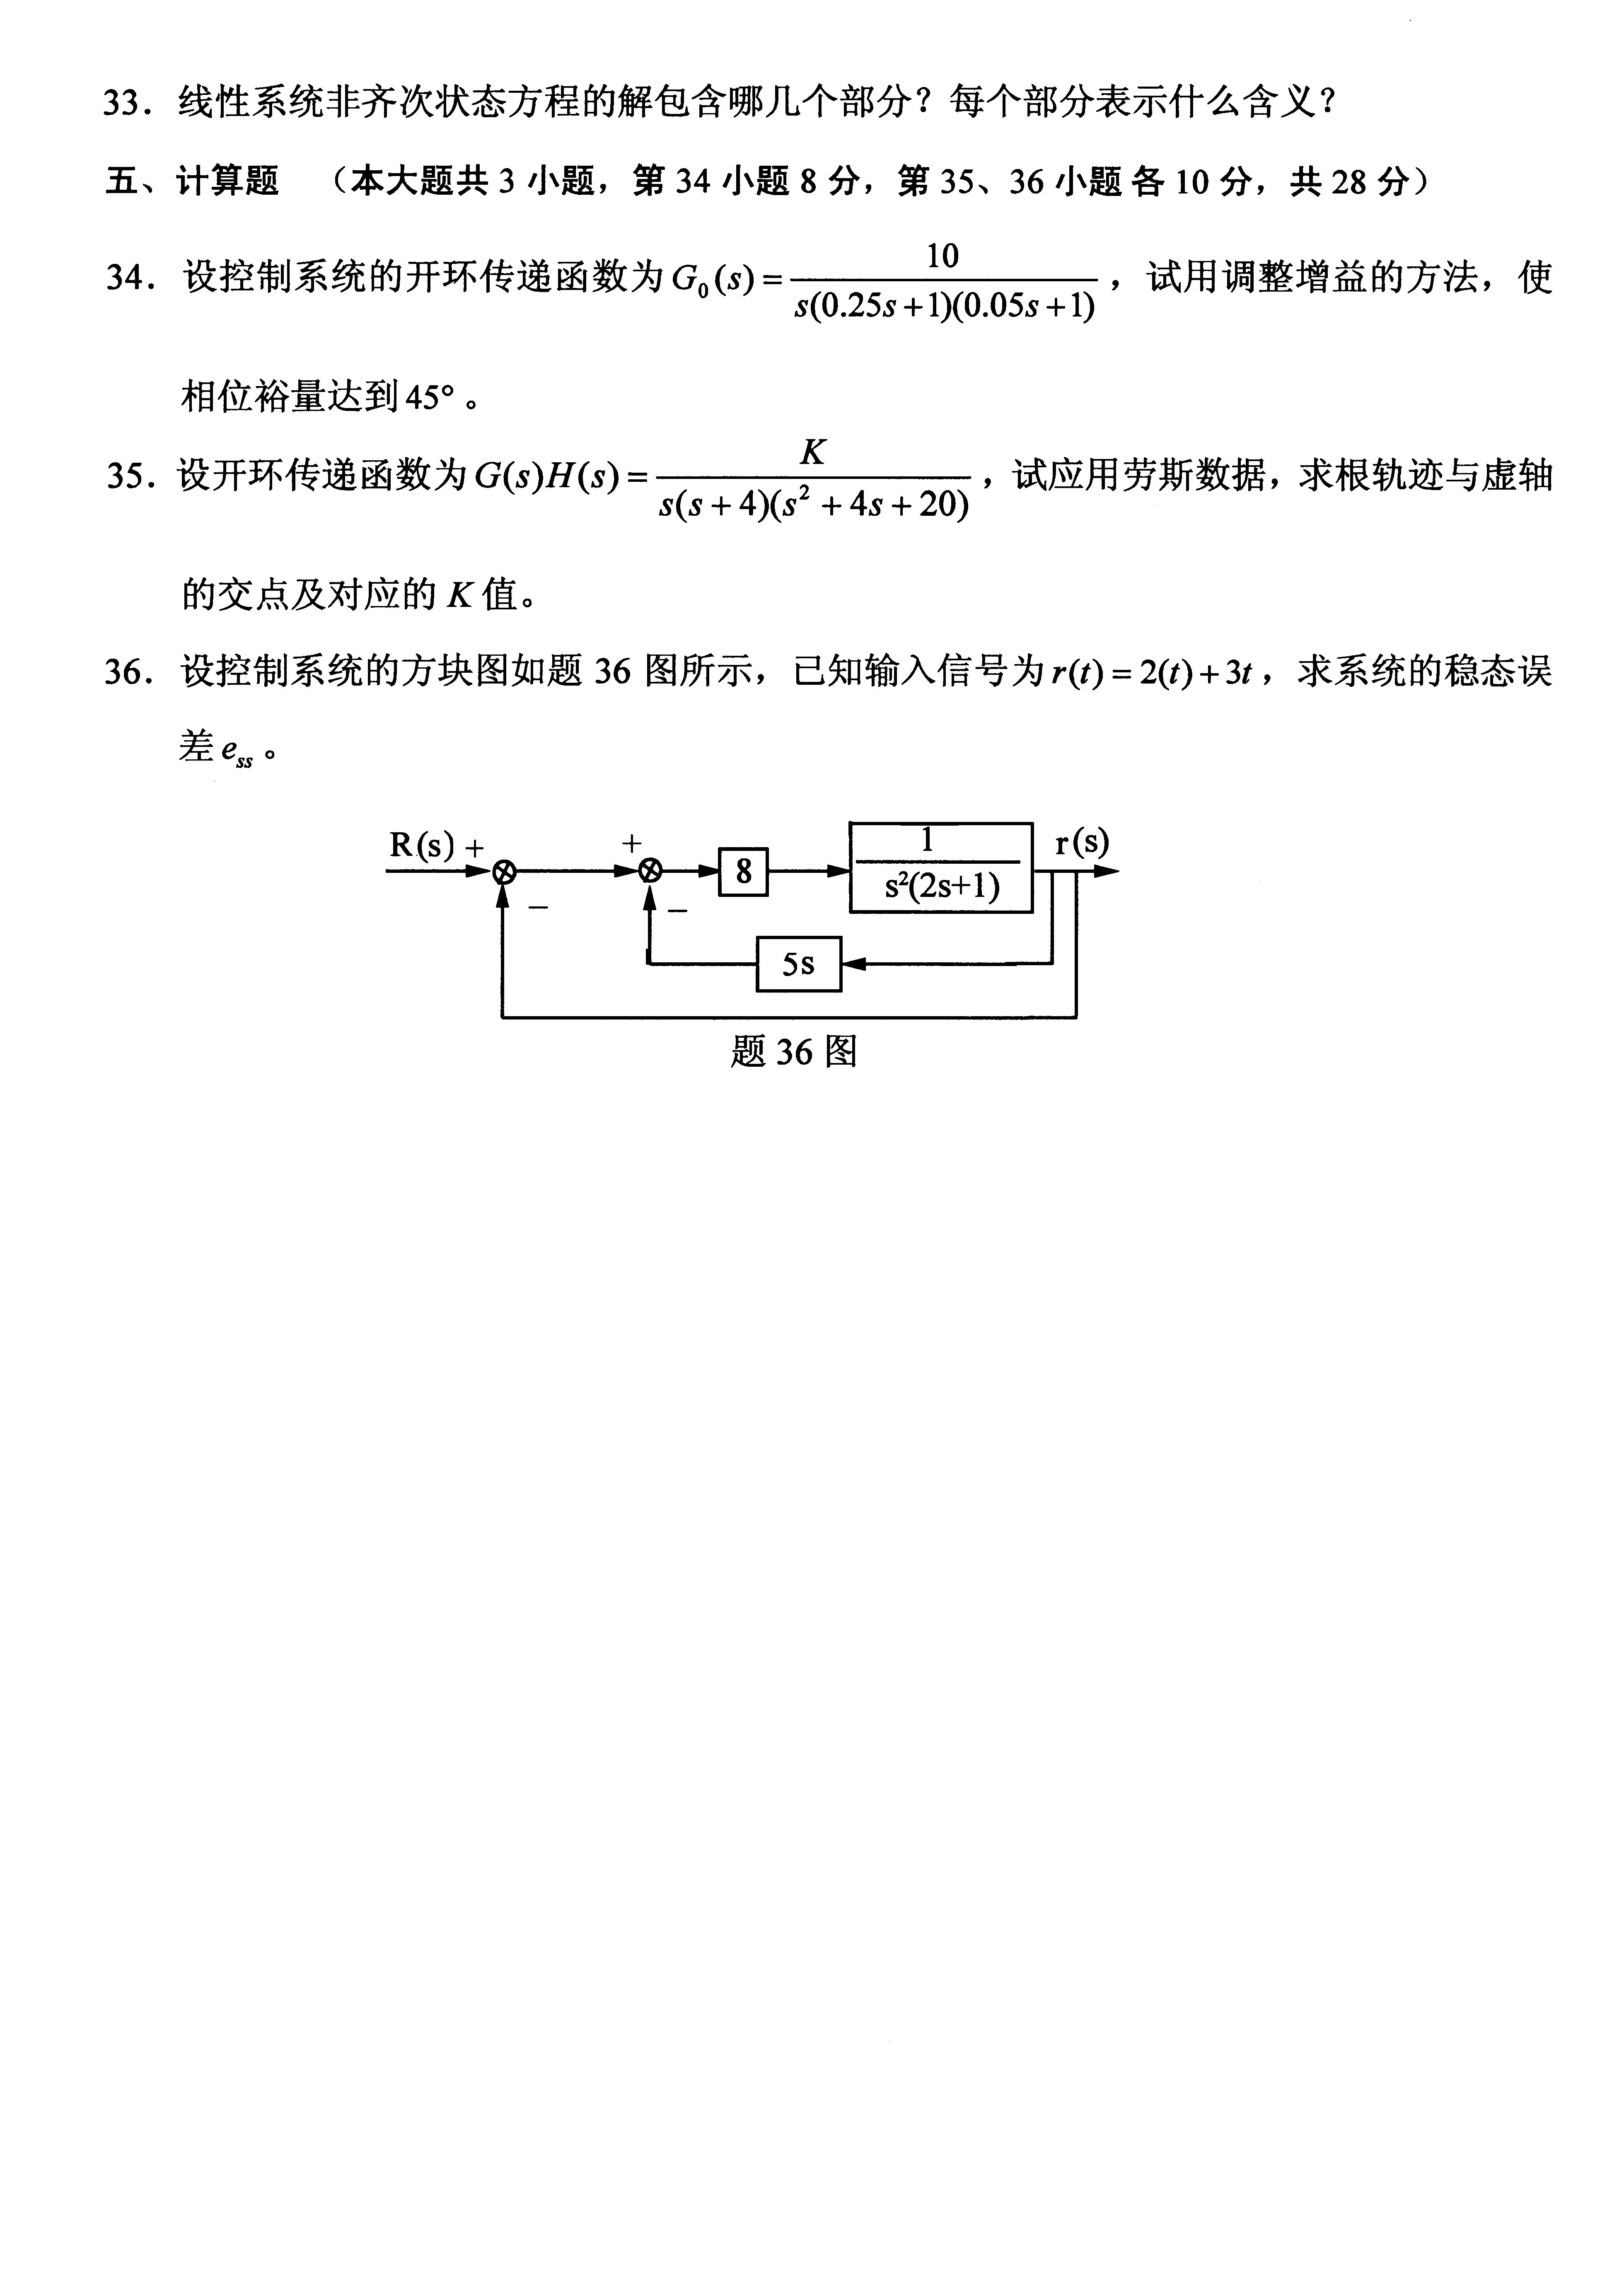 33. 线性系统非齐次状态方程的解包含哪几个部分？每个部分表示什么含义？
五、计算题 （本大题共 3 小题，第 34 小题 8 分，第 35、36 小题 各 10 分，共 28 分）
34. 设控制系统的开环传递函数为 G₀(s) = 10 / s(0.25s+1)(0.05s+1) ，试用调整增益的方法，使
相位裕量达到 45°。
35. 设开环传递函数为 G(s)H(s) = K / s(s+4)(s²+4s+20) ，试应用劳斯数据，求根轨迹与虚轴
的交点及对应的 K 值。
36. 设控制系统的方块图如题 36 图所示，已知输入信号为 r(t) = 2(t)+3t，求系统的稳态误
差 eₛₛ。
R(s) + + 8 1 / s²(2s+1) r(s)
− −
5s
题 36 图